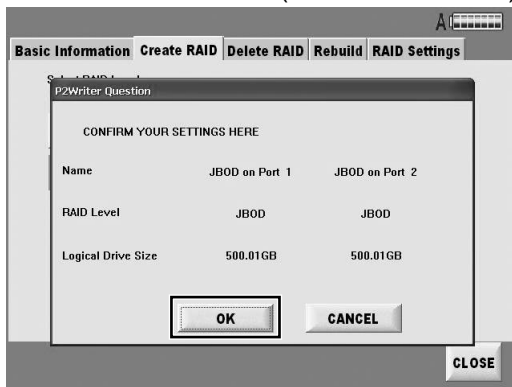 A
Basic Information Create RAID Delete RAID Rebuild RAID Settings
P2Writer Question
CONFIRM YOUR SETTINGS HERE
Name JBOD on Port 1 JBOD on Port 2
RAID Level JBOD JBOD
Logical Drive Size 500.01GB 500.01GB
OK CANCEL
CLOSE